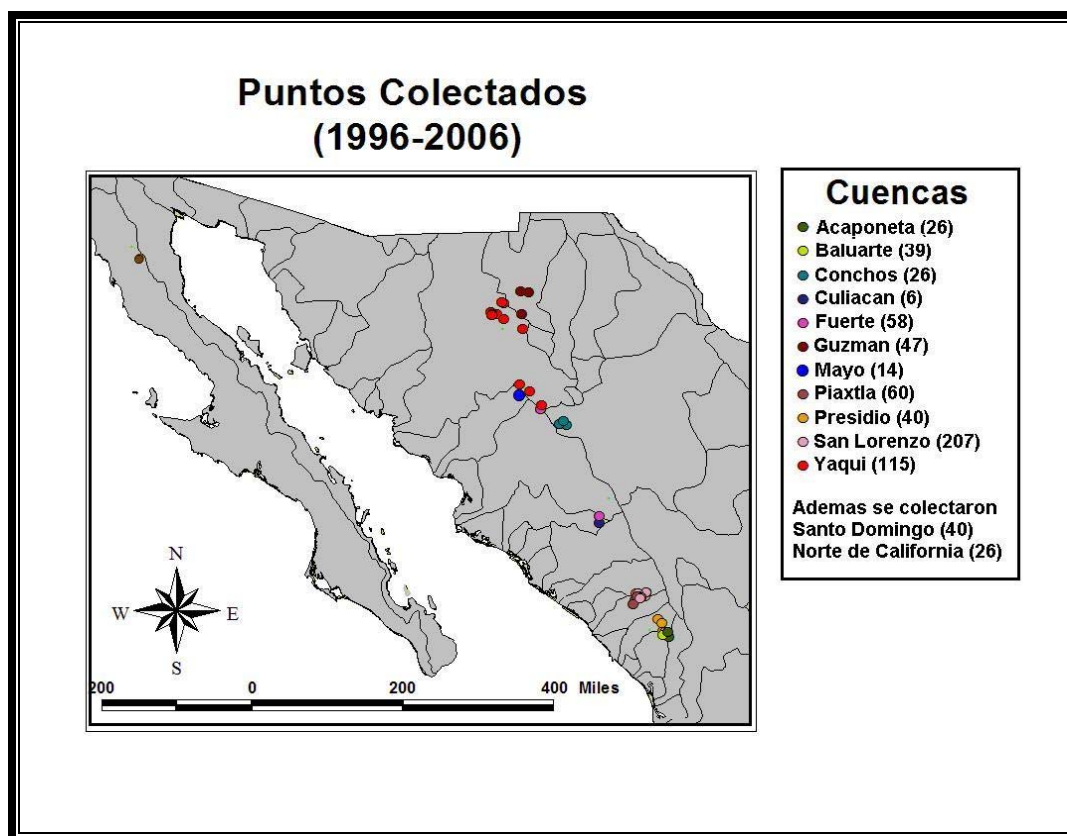 Puntos Colectados
(1996-2006)
Cuencas
Acaponeta (26)
Baluarte (39)
Conchos (26)
Culiacan (6)
Fuerte (58)
Guzman (47)
Mayo (14)
Piaxtla (60)
Presidio (40)
San Lorenzo (207)
Yaqui (115)
Ademas se colectaron
Santo Domingo (40)
Norte de California (26)
N
W E
S
200 0 200 400 Miles